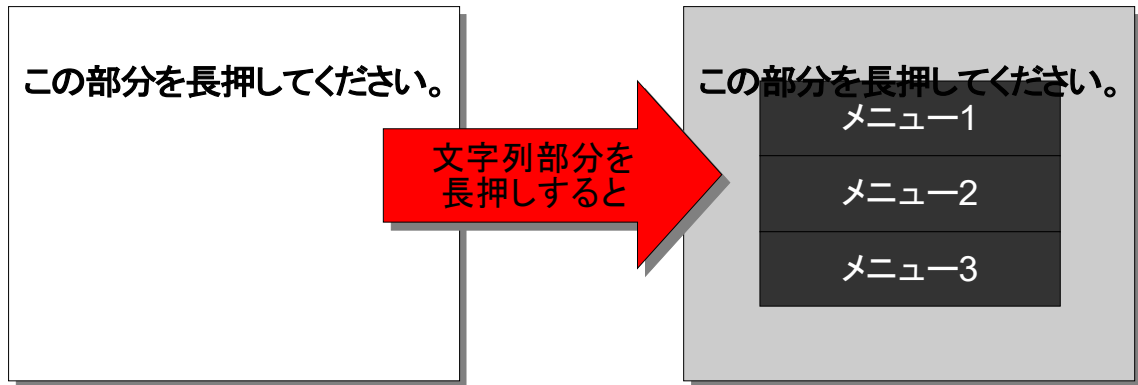 この部分を長押してください。
文字列部分を
長押しすると
この部分を長押してください。
メニュー1
メニュー2
メニュー3